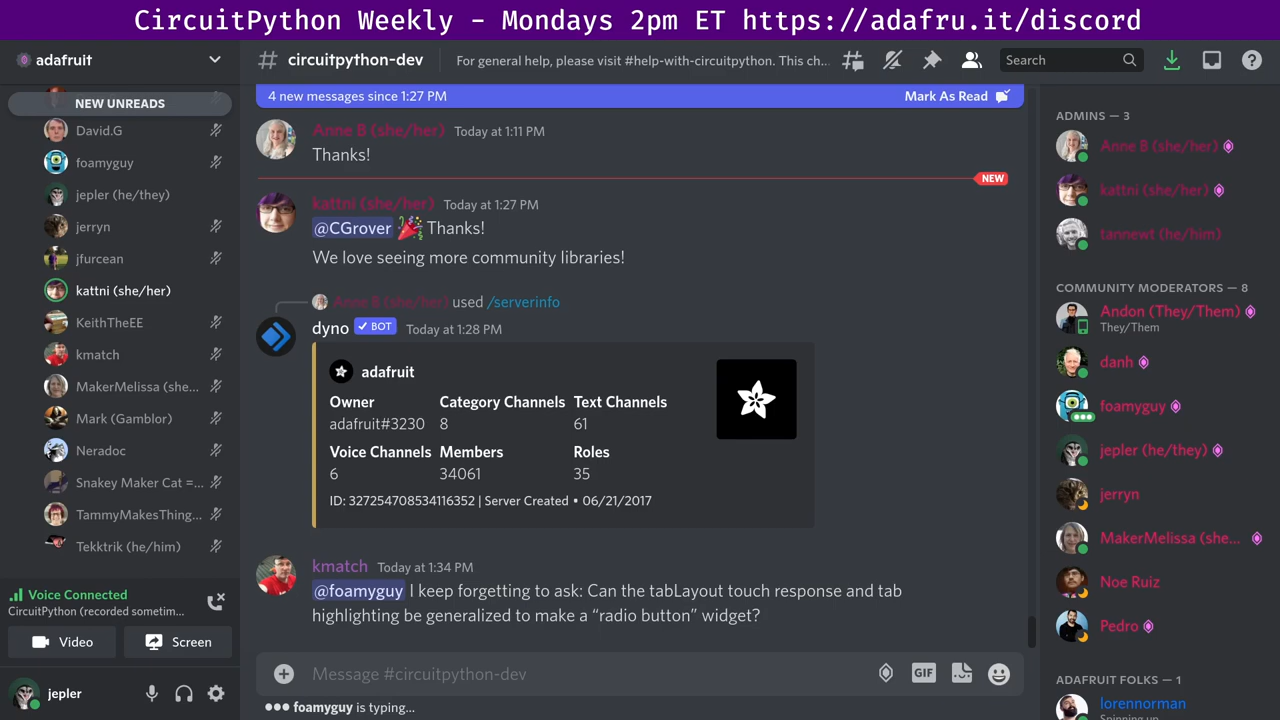 CircuitPython Weekly - Mondays 2pm ET https://adafru.it/discord
adafruit
NEW UNREADS
David.G
foamyguy
jepler (he/they)
jerryn
jfurcean
kattni (she/her)
KeithTheEE
kmatch
MakerMelissa (she...
Mark (Gamblor)
Neradoc
Snakey Maker Cat =...
TammyMakesThing...
Tekktrik (he/him)
Voice Connected
CircuitPython (recorded sometim...
Video
Screen
jepler
# circuitpython-dev
For general help, please visit #help-with-circuitpython. This ch...
Search
4 new messages since 1:27 PM
Mark As Read
Anne B (she/her) Today at 1:11 PM
Thanks!
NEW
kattni (she/her) Today at 1:27 PM
@CGrover 🎉 Thanks!
We love seeing more community libraries!
Anne B (she/her) used /serverinfo
dyno ✓ BOT Today at 1:28 PM
adafruit
Owner Category Channels Text Channels
adafruit#3230 8 61
Voice Channels Members Roles
6 34061 35
ID: 327254708534116352 | Server Created • 06/21/2017
kmatch Today at 1:34 PM
@foamyguy I keep forgetting to ask: Can the tabLayout touch response and tab
highlighting be generalized to make a “radio button” widget?
Message #circuitpython-dev
GIF
foamyguy is typing...
ADMINS — 3
Anne B (she/her)
kattni (she/her)
tannewt (he/him)
COMMUNITY MODERATORS — 8
Andon (They/Them)
They/Them
danh
foamyguy
jepler (he/they)
jerryn
MakerMelissa (she...
Noe Ruiz
Pedro
ADAFRUIT FOLKS — 1
lorennorman